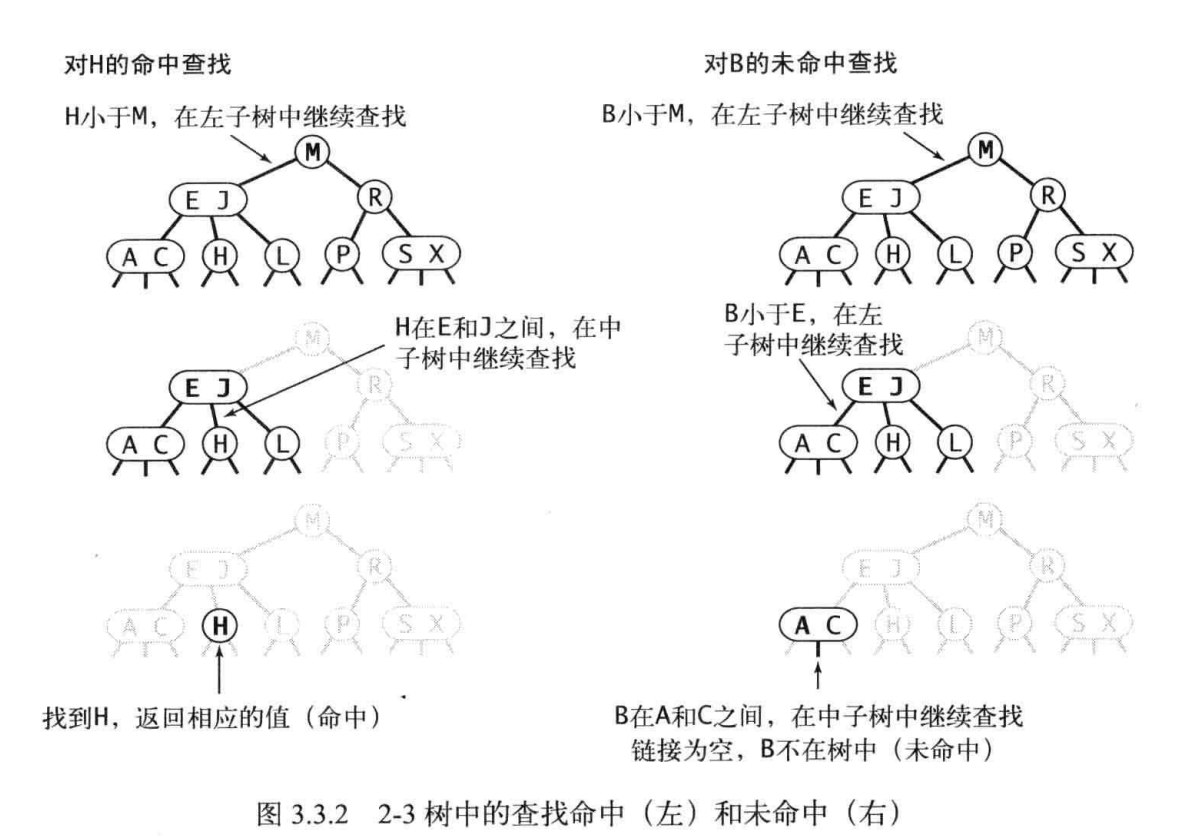 对H的命中查找
H小于M，在左子树中继续查找
M
E J
R
A C
H
L
P
S X
H在E和J之间，在中
子树中继续查找
M
E J
R
A C
H
L
P
S X
M
E J
R
A C
H
L
P
S X
找到H，返回相应的值（命中）
对B的未命中查找
B小于M，在左子树中继续查找
M
E J
R
A C
H
L
P
S X
B小于E，在左
子树中继续查找
M
E J
R
A C
H
L
P
S X
M
E J
R
A C
H
L
P
S X
B在A和C之间，在中子树中继续查找
链接为空，B不在树中（未命中）
图 3.3.2 2-3 树中的查找命中（左）和未命中（右）